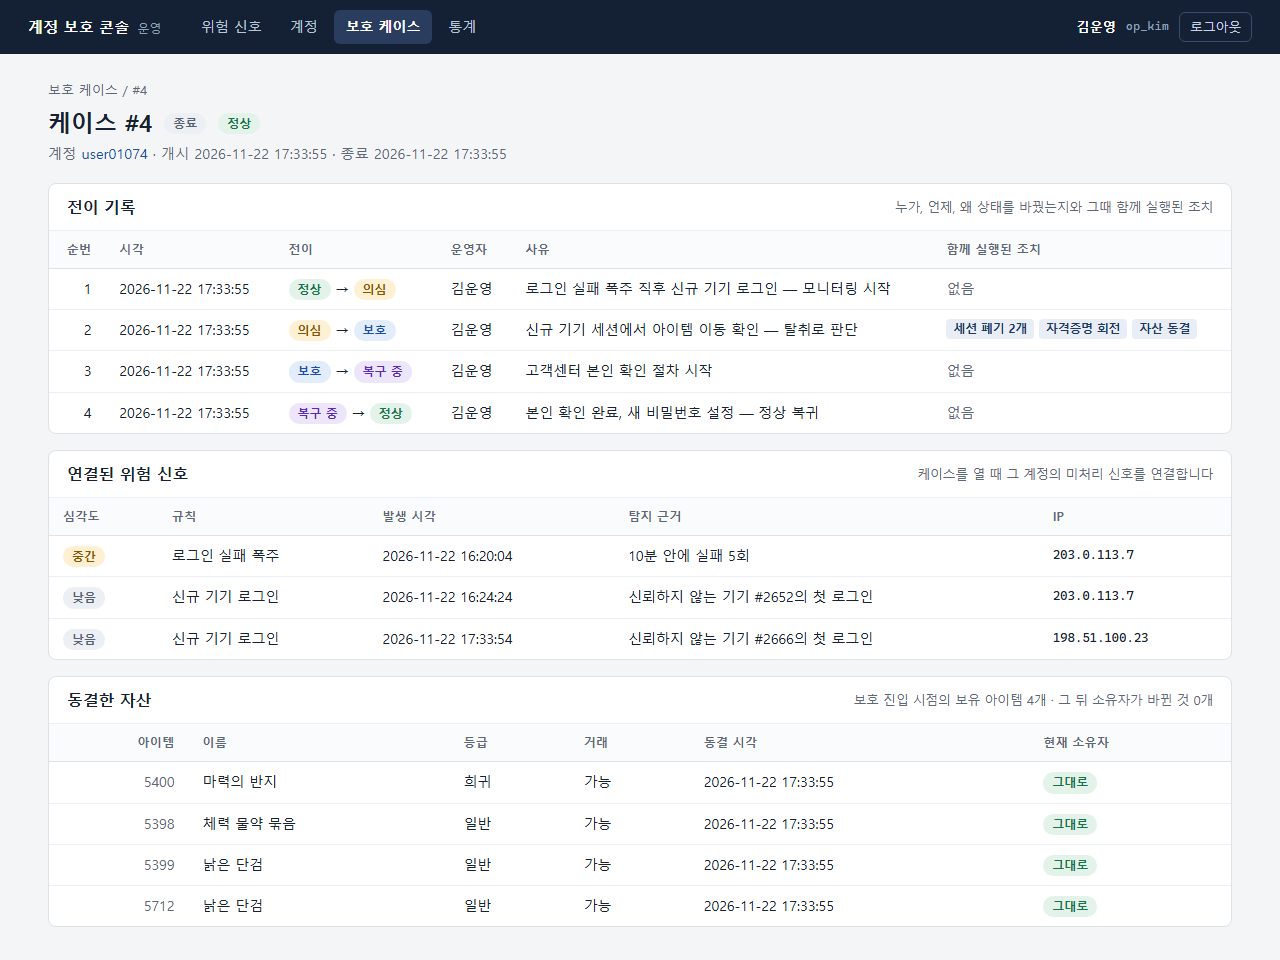 계정 보호 콘솔 운영 위험 신호 계정 보호 케이스 통계 김운영 op_kim 로그아웃
보호 케이스 / #4
케이스 #4 종료 정상
계정 user01074 · 개시 2026-11-22 17:33:55 · 종료 2026-11-22 17:33:55
전이 기록 누가, 언제, 왜 상태를 바꿨는지와 그때 함께 실행된 조치
순번 시각 전이 운영자 사유 함께 실행된 조치
1 2026-11-22 17:33:55 정상 → 의심 김운영 로그인 실패 폭주 직후 신규 기기 로그인 — 모니터링 시작 없음
2 2026-11-22 17:33:55 의심 → 보호 김운영 신규 기기 세션에서 아이템 이동 확인 — 탈취로 판단 세션 폐기 2개 자격증명 회전 자산 동결
3 2026-11-22 17:33:55 보호 → 복구 중 김운영 고객센터 본인 확인 절차 시작 없음
4 2026-11-22 17:33:55 복구 중 → 정상 김운영 본인 확인 완료, 새 비밀번호 설정 — 정상 복귀 없음
연결된 위험 신호 케이스를 열 때 그 계정의 미처리 신호를 연결합니다
심각도 규칙 발생 시각 탐지 근거 IP
중간 로그인 실패 폭주 2026-11-22 16:20:04 10분 안에 실패 5회 203.0.113.7
낮음 신규 기기 로그인 2026-11-22 16:24:24 신뢰하지 않는 기기 #2652의 첫 로그인 203.0.113.7
낮음 신규 기기 로그인 2026-11-22 17:33:54 신뢰하지 않는 기기 #2666의 첫 로그인 198.51.100.23
동결한 자산 보호 진입 시점의 보유 아이템 4개 · 그 뒤 소유자가 바뀐 것 0개
아이템 이름 등급 거래 동결 시각 현재 소유자
5400 마력의 반지 희귀 가능 2026-11-22 17:33:55 그대로
5398 체력 물약 묶음 일반 가능 2026-11-22 17:33:55 그대로
5399 낡은 단검 일반 가능 2026-11-22 17:33:55 그대로
5712 낡은 단검 일반 가능 2026-11-22 17:33:55 그대로